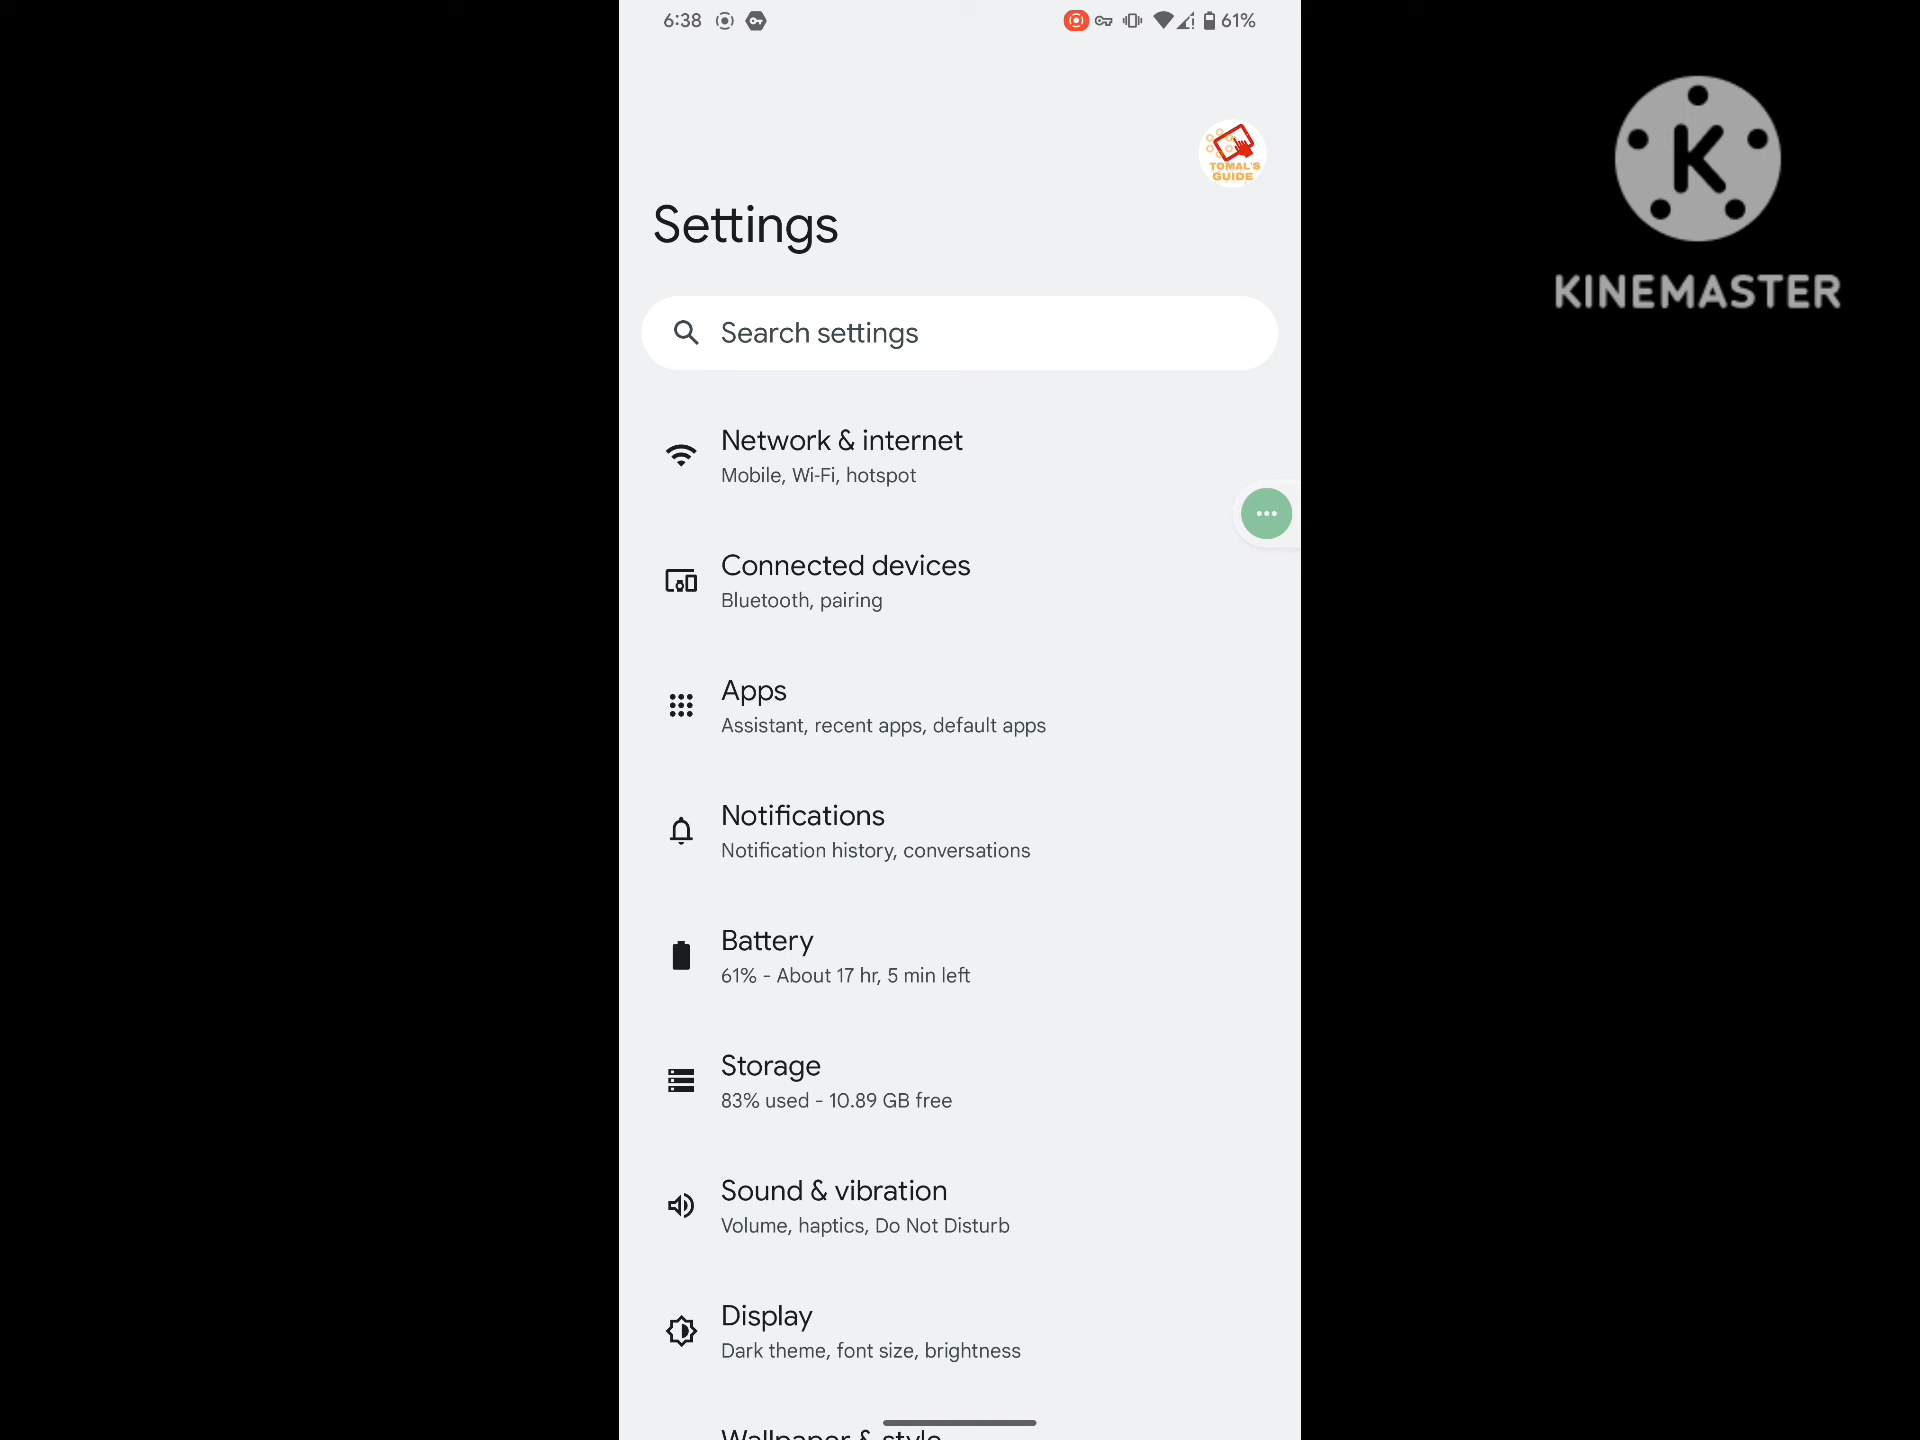 6:38
61%
TOMAL'S
GUIDE
KINEMASTER
Settings
Search settings
Network & internet
Mobile, Wi-Fi, hotspot
Connected devices
Bluetooth, pairing
Apps
Assistant, recent apps, default apps
Notifications
Notification history, conversations
Battery
61% - About 17 hr, 5 min left
Storage
83% used - 10.89 GB free
Sound & vibration
Volume, haptics, Do Not Disturb
Display
Dark theme, font size, brightness
Wallpaper & style